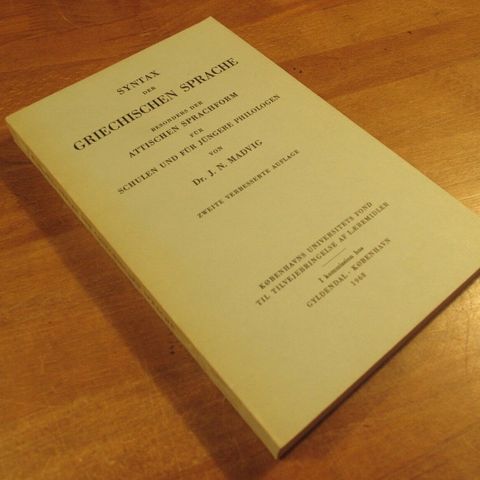 SYNTAX
DER
GRIECHISCHEN SPRACHE
BESONDERS DER
ATTISCHEN SPRACHFORM
FÜR
SCHULEN UND FÜR JÜNGERE PHILOLOGEN
VON
Dr. J. N. MADVIG
ZWEITE VERBESSERTE AUFLAGE
KØBENHAVNS UNIVERSITETS FOND
TIL TILVEJEBRINGELSE AF LÆREMIDLER
I kommission hos
GYLDENDAL · KØBENHAVN
1968